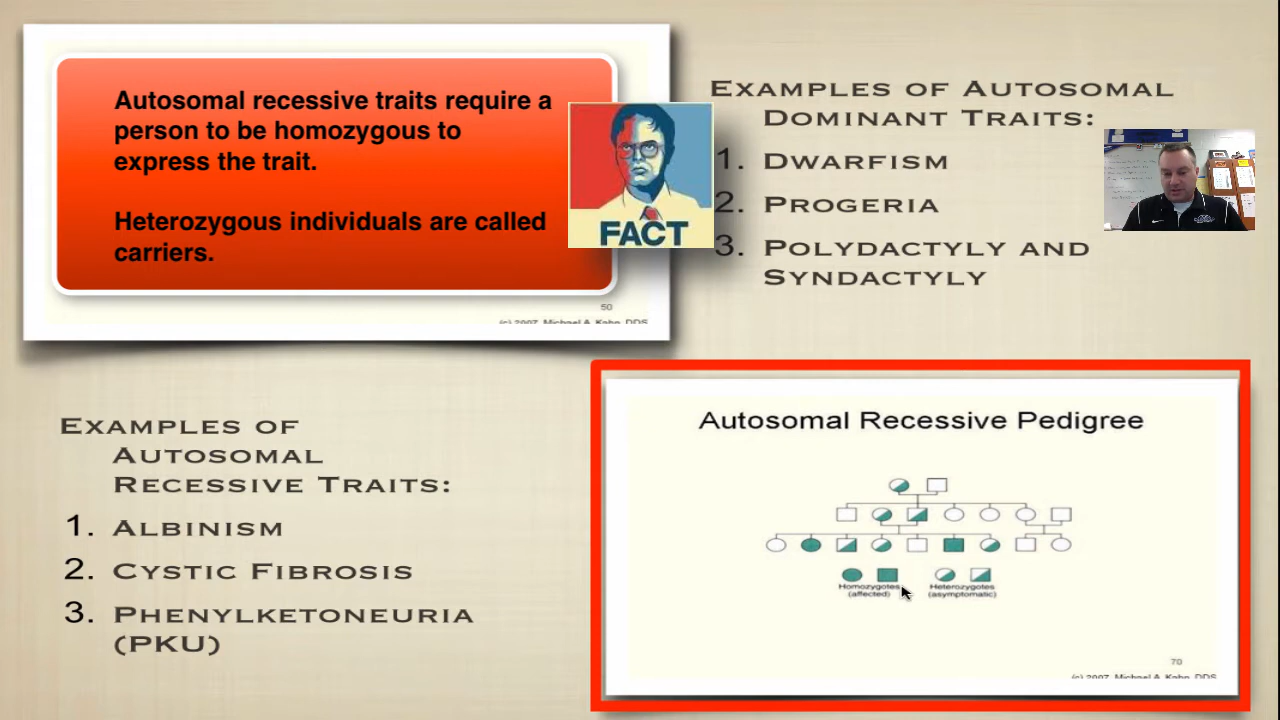 Autosomal recessive traits require a
person to be homozygous to
express the trait.
Heterozygous individuals are called
carriers.
FACT
50
(c) 2007, Michael A. Kahn, DDS
Examples of Autosomal
Dominant Traits:
1. Dwarfism
2. Progeria
3. Polydactyly and
Syndactyly
Examples of
Autosomal
Recessive Traits:
1. Albinism
2. Cystic Fibrosis
3. Phenylketoneuria
(PKU)
Autosomal Recessive Pedigree
Homozygotes
(affected)
Heterozygotes
(asymptomatic)
70
(c) 2007, Michael A. Kahn, DDS